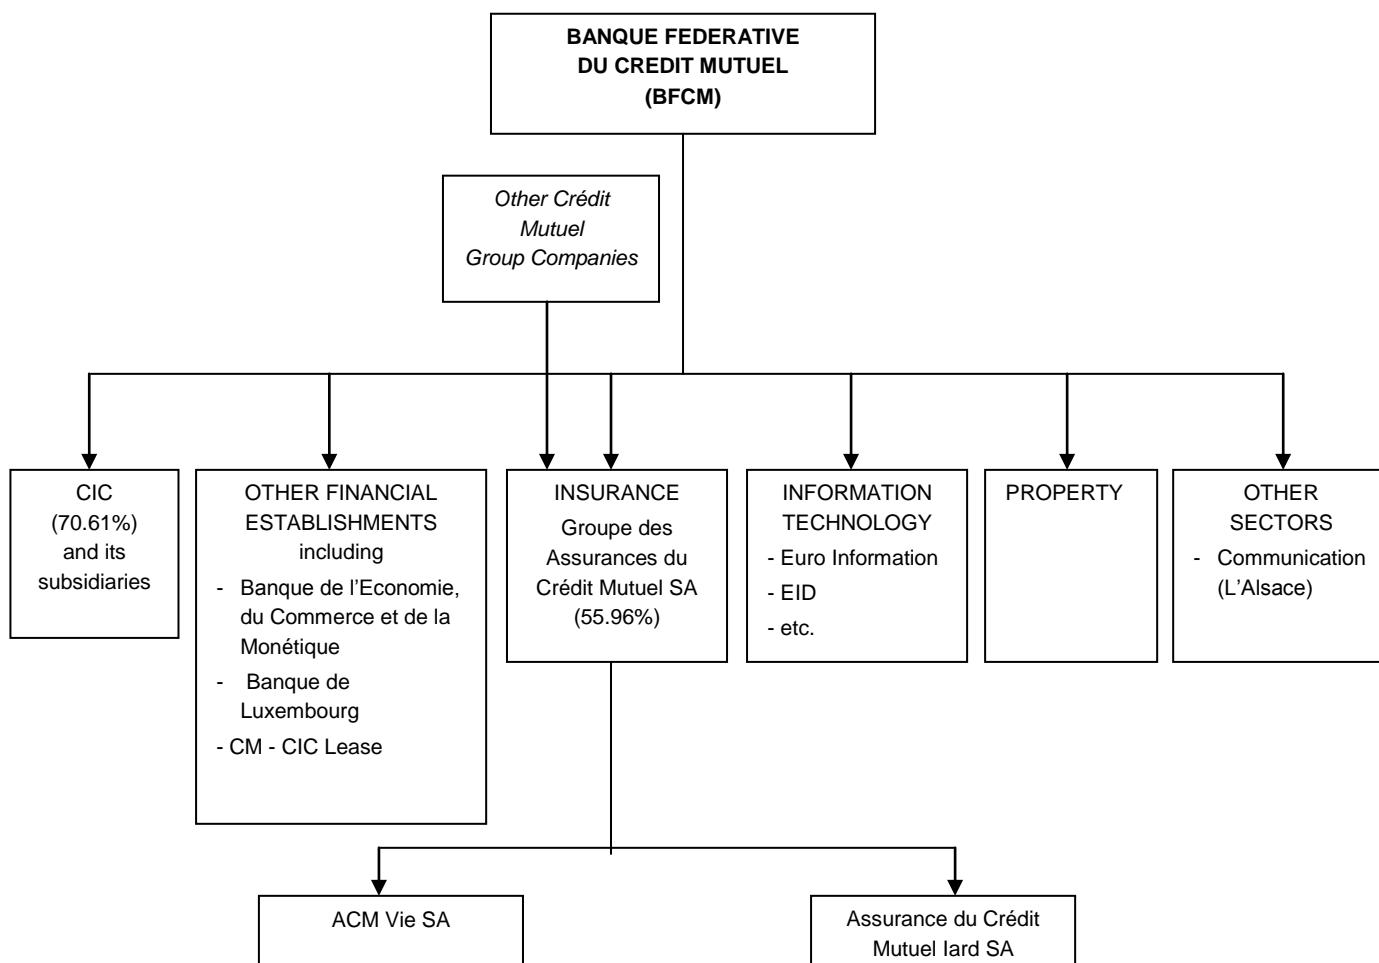 BANQUE FEDERATIVE
DU CREDIT MUTUEL
(BFCM)
Other Crédit
Mutuel
Group Companies
CIC
(70.61%)
and its
subsidiaries
OTHER FINANCIAL
ESTABLISHMENTS
including
- Banque de l’Economie,
du Commerce et de la
Monétique
- Banque de
Luxembourg
- CM - CIC Lease
INSURANCE
Groupe des
Assurances du
Crédit Mutuel SA
(55.96%)
INFORMATION
TECHNOLOGY
- Euro Information
- EID
- etc.
PROPERTY
OTHER
SECTORS
- Communication
(L’Alsace)
ACM Vie SA
Assurance du Crédit
Mutuel Iard SA